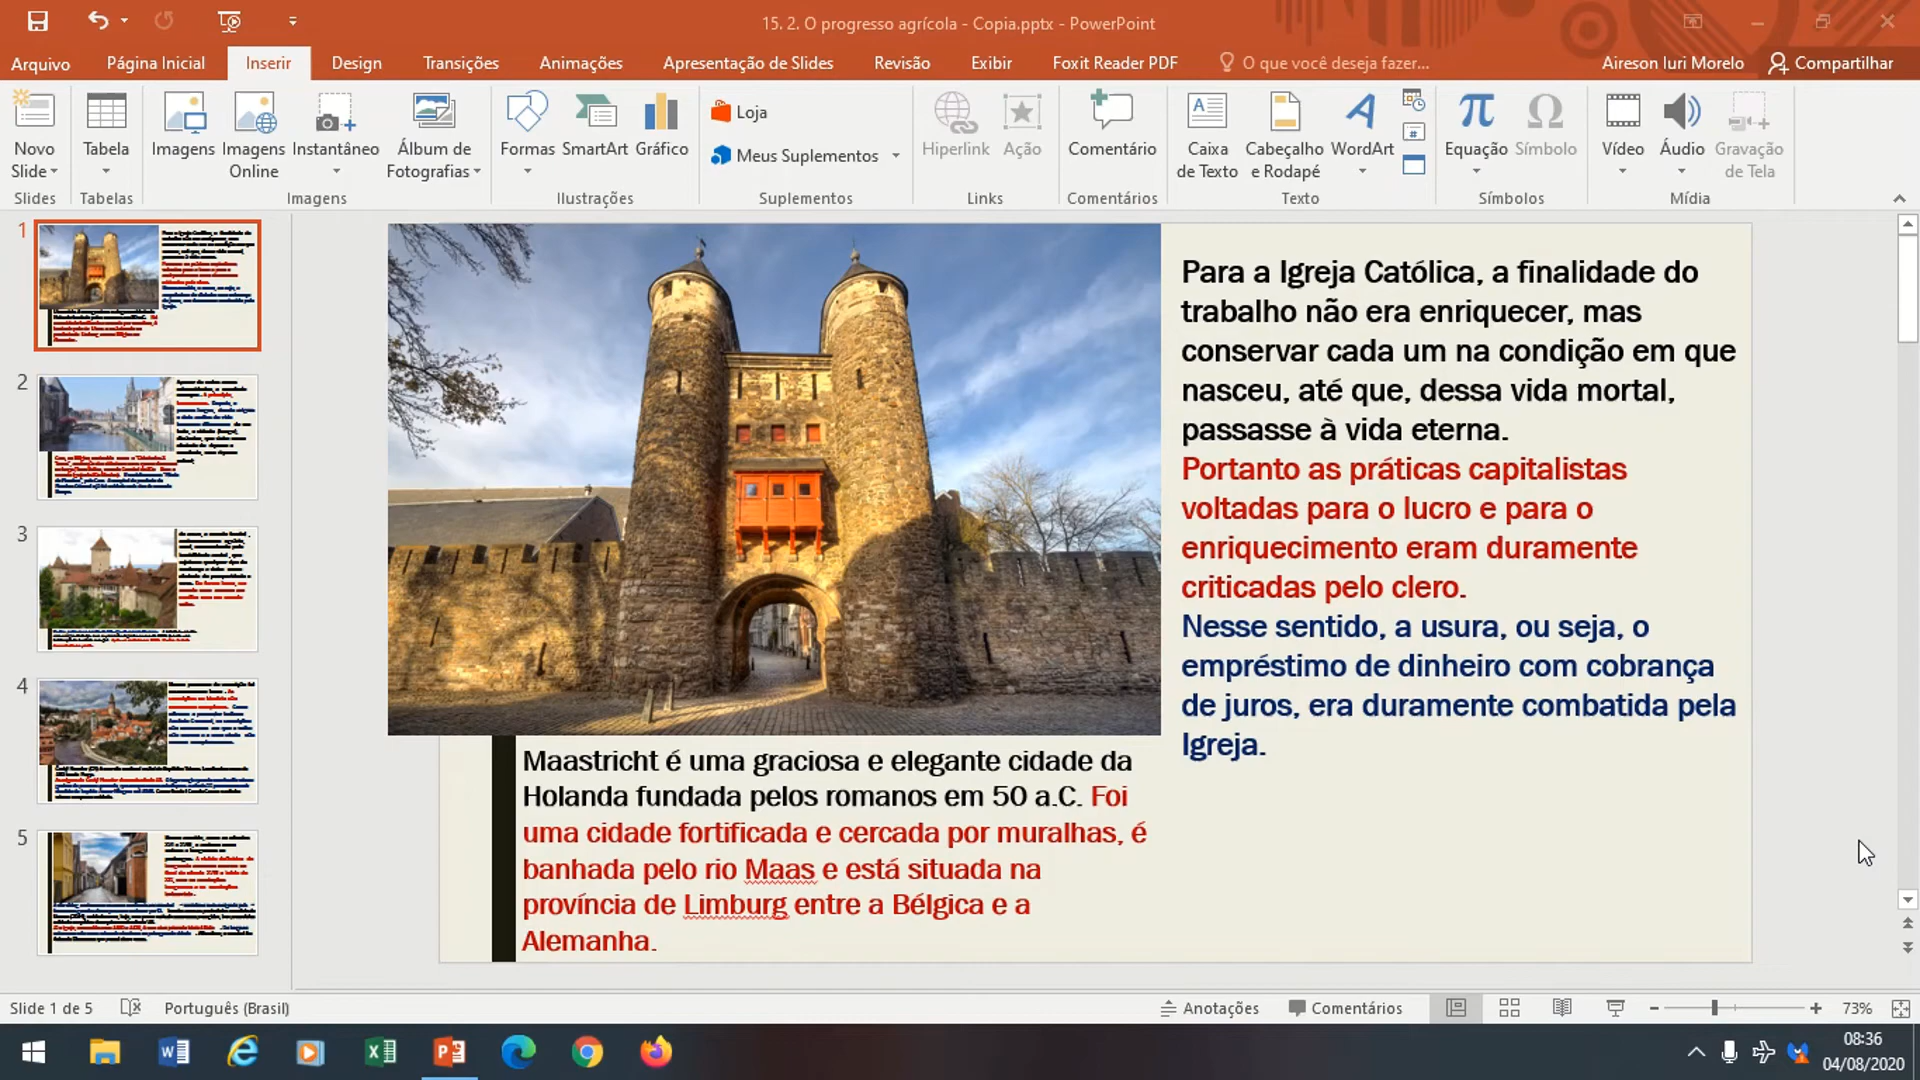 15. 2. O progresso agrícola - Copia.pptx - PowerPoint
Arquivo Página Inicial Inserir Design Transições Animações Apresentação de Slides Revisão Exibir Foxit Reader PDF O que você deseja fazer... Aireson Iuri Morelo Compartilhar
Novo Slide
Tabela
Imagens
Imagens Online
Instantâneo
Álbum de Fotografias
Formas
SmartArt
Gráfico
Loja
Meus Suplementos
Hiperlink
Ação
Comentário
Caixa de Texto
Cabeçalho e Rodapé
WordArt
Equação
Símbolo
Vídeo
Áudio
Gravação de Tela
Slides Tabelas Imagens Ilustrações Suplementos Links Comentários Texto Símbolos Mídia
1
2
3
4
5
Para a Igreja Católica, a finalidade do
trabalho não era enriquecer, mas
conservar cada um na condição em que
nasceu, até que, dessa vida mortal,
passasse à vida eterna.
Portanto as práticas capitalistas
voltadas para o lucro e para o
enriquecimento eram duramente
criticadas pelo clero.
Nesse sentido, a usura, ou seja, o
empréstimo de dinheiro com cobrança
de juros, era duramente combatida pela
Igreja.
Maastricht é uma graciosa e elegante cidade da
Holanda fundada pelos romanos em 50 a.C. Foi
uma cidade fortificada e cercada por muralhas, é
banhada pelo rio Maas e está situada na
província de Limburg entre a Bélgica e a
Alemanha.
Slide 1 de 5 Português (Brasil) Anotações Comentários 73%
08:36
04/08/2020